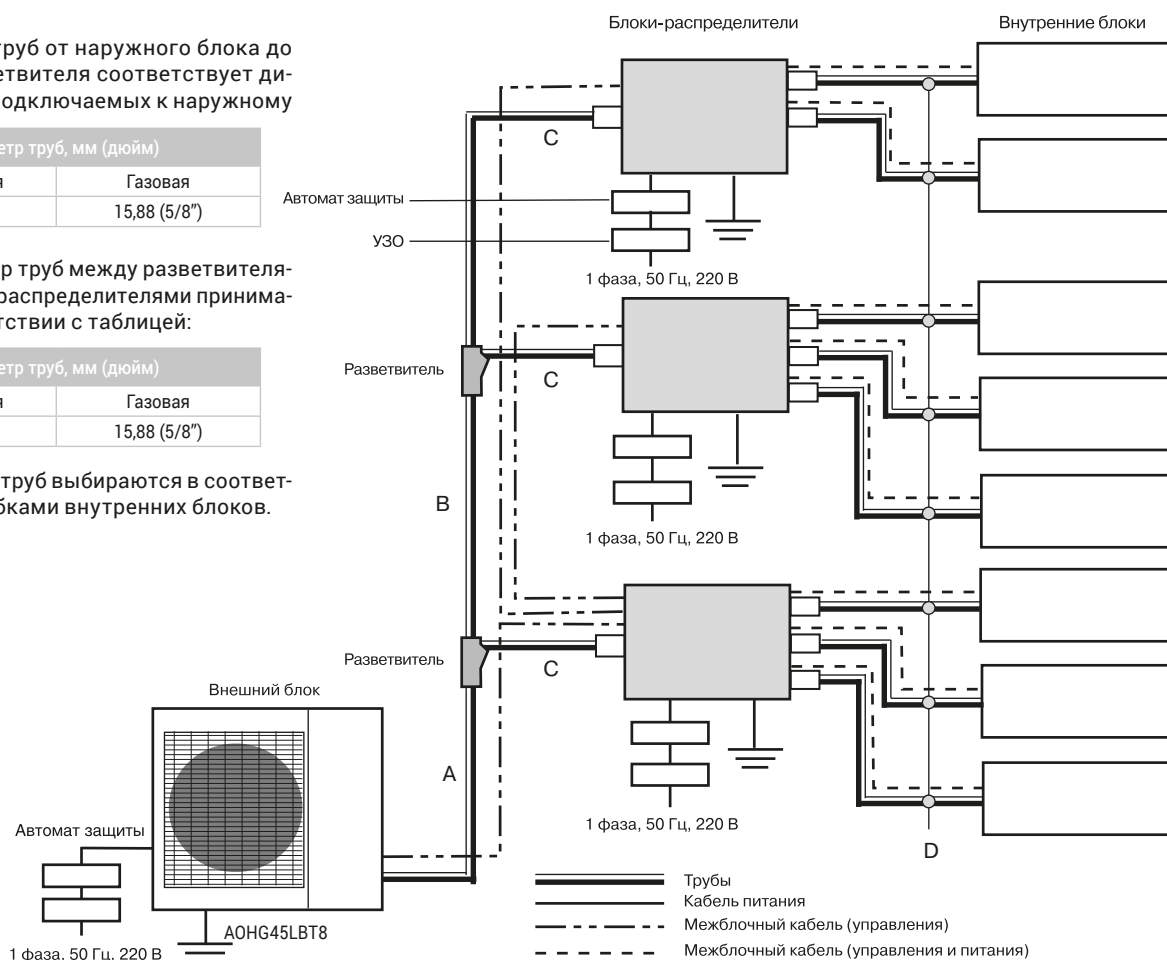 труб от наружного блока до
етвителя соответствует ди-
одключаемых к наружному
етр труб, мм (дюйм)
я
Газовая
15,88 (5/8”)
р труб между разветвителя-
распределителями принима-
тствии с таблицей:
етр труб, мм (дюйм)
я
Газовая
15,88 (5/8”)
труб выбираются в соответ-
бками внутренних блоков.
Блоки-распределители
Внутренние блоки
C
Автомат защиты
УЗО
1 фаза, 50 Гц, 220 В
Разветвитель
C
B
1 фаза, 50 Гц, 220 В
Разветвитель
C
Внешний блок
A
1 фаза, 50 Гц, 220 В
Автомат защиты
D
AOHG45LBT8
1 фаза, 50 Гц, 220 В
Трубы
Кабель питания
Межблочный кабель (управления)
Межблочный кабель (управления и питания)